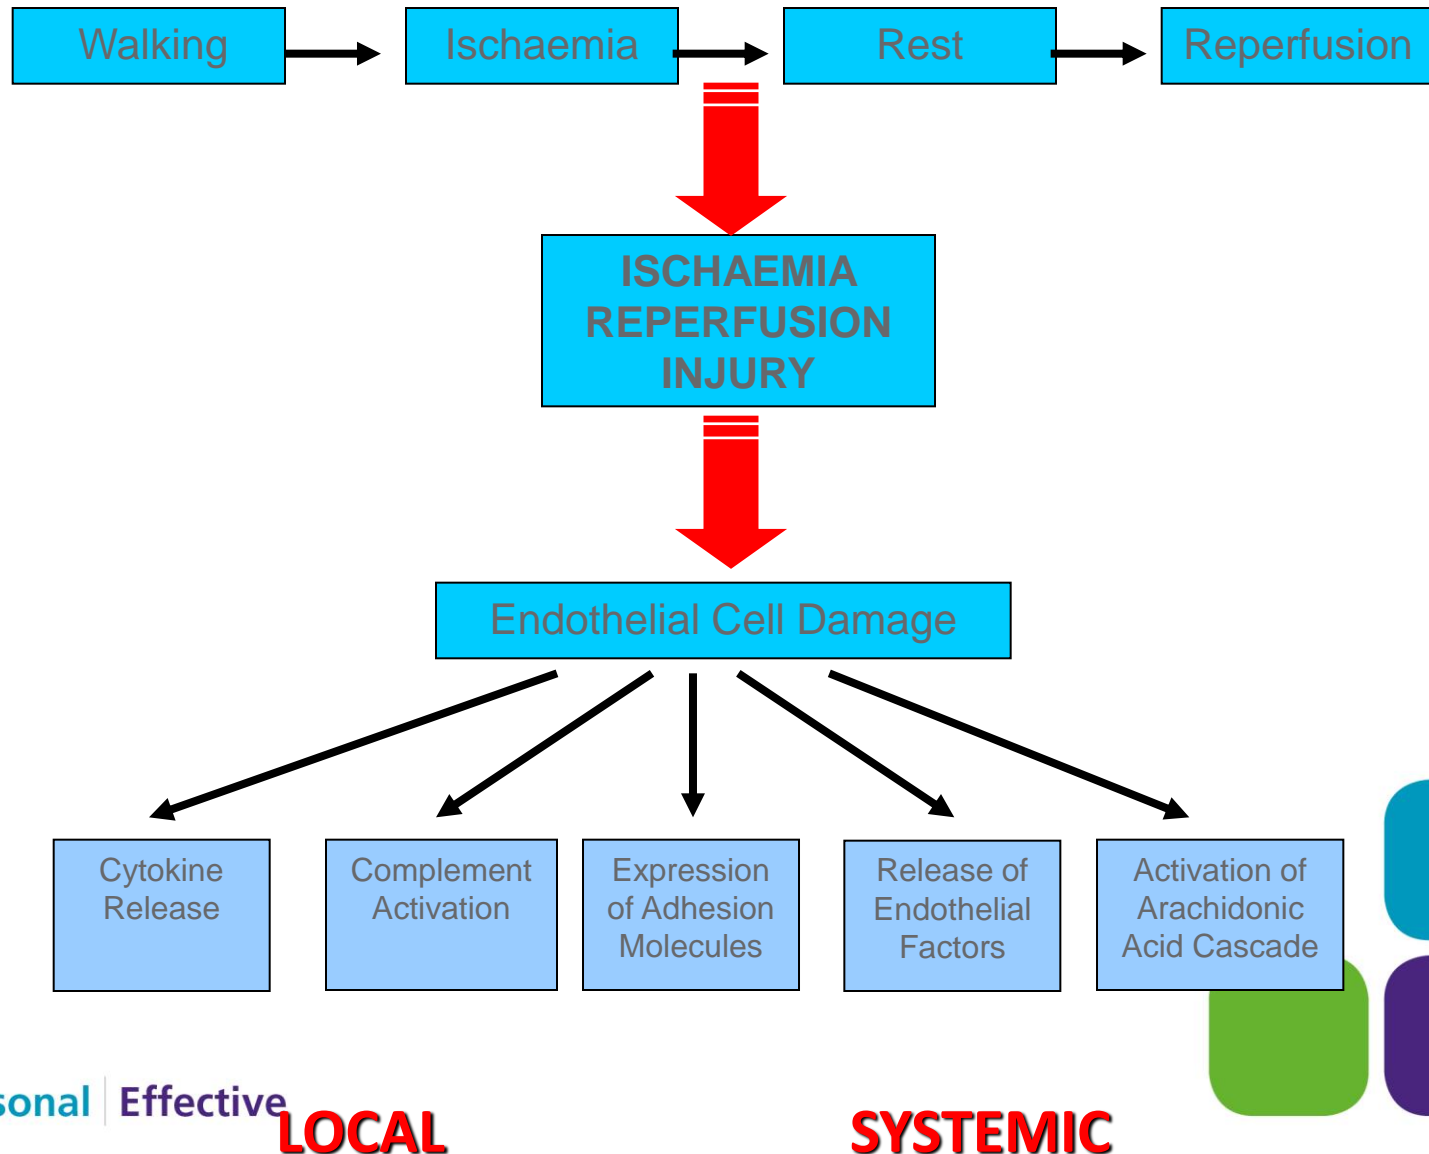 Walking
Ischaemia
Rest
Reperfusion
ISCHAEMIA
REPERFUSION
INJURY
Endothelial Cell Damage
Cytokine
Release
Complement
Activation
Expression
of Adhesion
Molecules
Release of
Endothelial
Factors
Activation of
Arachidonic
Acid Cascade
sonal | Effective
LOCAL
SYSTEMIC